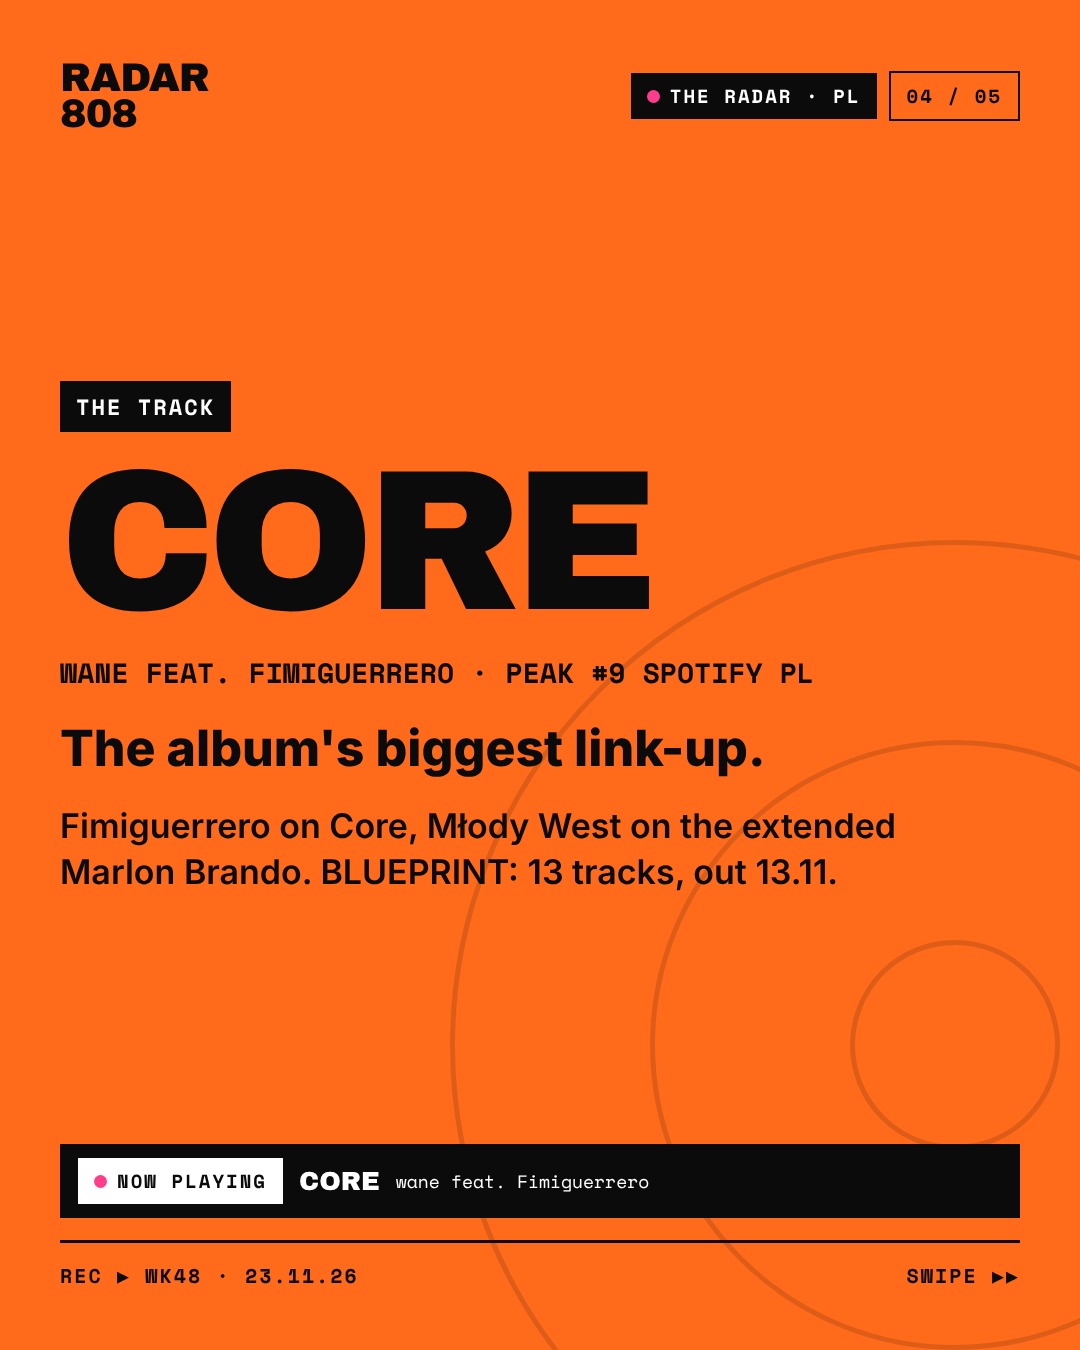 RADAR
808
THE RADAR · PL
04 / 05
THE TRACK
CORE
WANE FEAT. FIMIGUERRERO · PEAK #9 SPOTIFY PL
The album's biggest link-up.
Fimiguerrero on Core, Młody West on the extended
Marlon Brando. BLUEPRINT: 13 tracks, out 13.11.
NOW PLAYING CORE wane feat. Fimiguerrero
REC ▶ WK48 · 23.11.26
SWIPE ▶▶